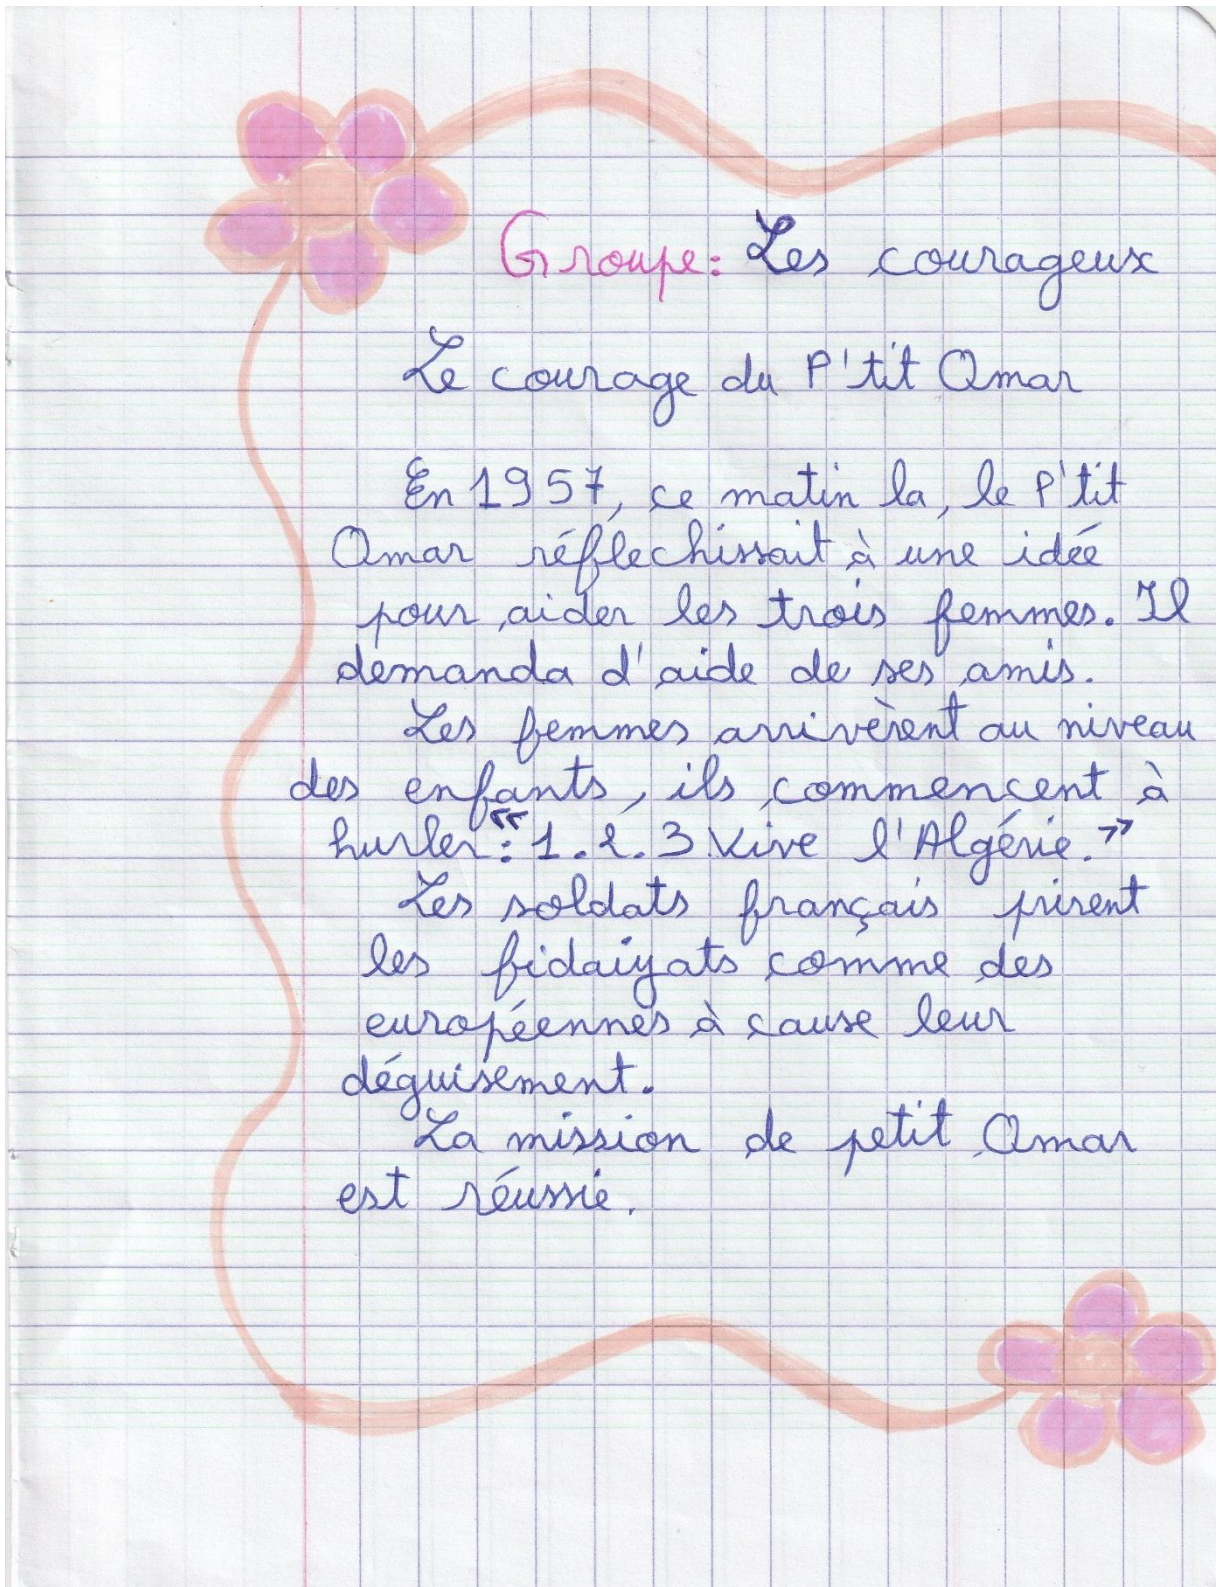 Groupe: Les courageux
Le courage du P'tit Omar
En 1957, ce matin la, le P'tit
Omar réflechissait à une idée
pour aider les trois femmes. Il
demanda d'aide de ses amis.
Les femmes arrivèrent au niveau
des enfants, ils commencent à
hurler: «1.2.3 Vive l'Algérie.»
Les soldats français prirent
les fidaiyats comme des
européennes à cause leur
déguisement.
La mission de petit Omar
est réussie.